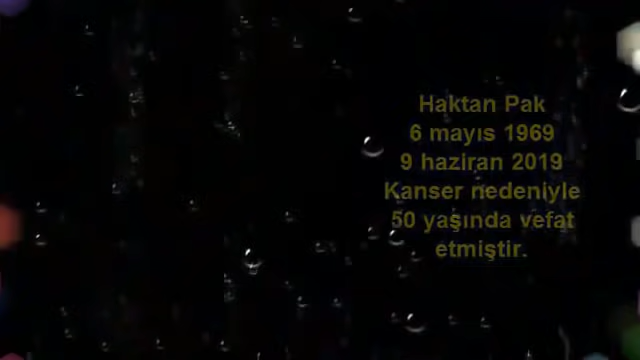 Haktan Pak
6 mayıs 1969
9 haziran 2019
Kanser nedeniyle
50 yaşında vefat
etmiştir.